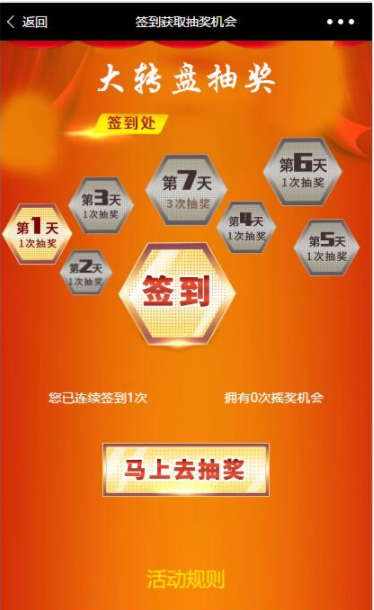 返回
签到获取抽奖机会
大转盘抽奖
签到处
第1天
1次抽奖
第2天
1次抽奖
第3天
1次抽奖
第7天
3次抽奖
第4天
1次抽奖
第6天
1次抽奖
第5天
1次抽奖
签到
您已连续签到1次
拥有0次摇奖机会
马上去抽奖
活动规则